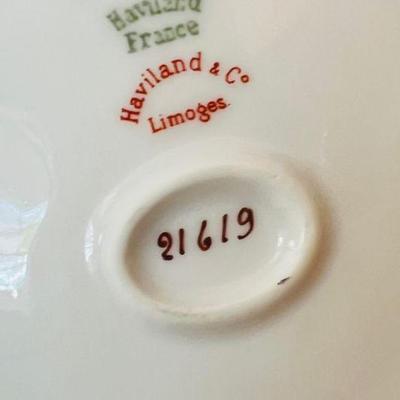 Haviland
France
Haviland & Co
Limoges.
21619